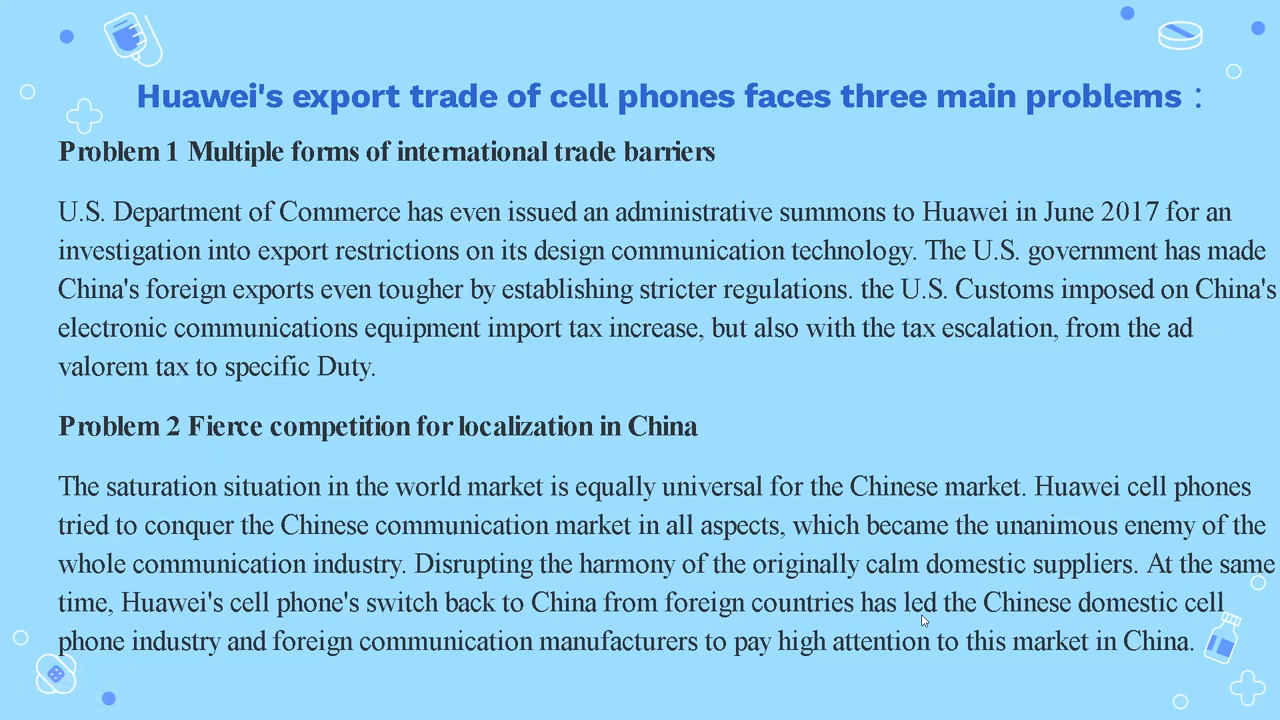 Huawei's export trade of cell phones faces three main problems：
Problem 1 Multiple forms of international trade barriers
U.S. Department of Commerce has even issued an administrative summons to Huawei in June 2017 for an
investigation into export restrictions on its design communication technology. The U.S. government has made
China's foreign exports even tougher by establishing stricter regulations. the U.S. Customs imposed on China's
electronic communications equipment import tax increase, but also with the tax escalation, from the ad
valorem tax to specific Duty.
Problem 2 Fierce competition for localization in China
The saturation situation in the world market is equally universal for the Chinese market. Huawei cell phones
tried to conquer the Chinese communication market in all aspects, which became the unanimous enemy of the
whole communication industry. Disrupting the harmony of the originally calm domestic suppliers. At the same
time, Huawei's cell phone's switch back to China from foreign countries has led the Chinese domestic cell
phone industry and foreign communication manufacturers to pay high attention to this market in China.